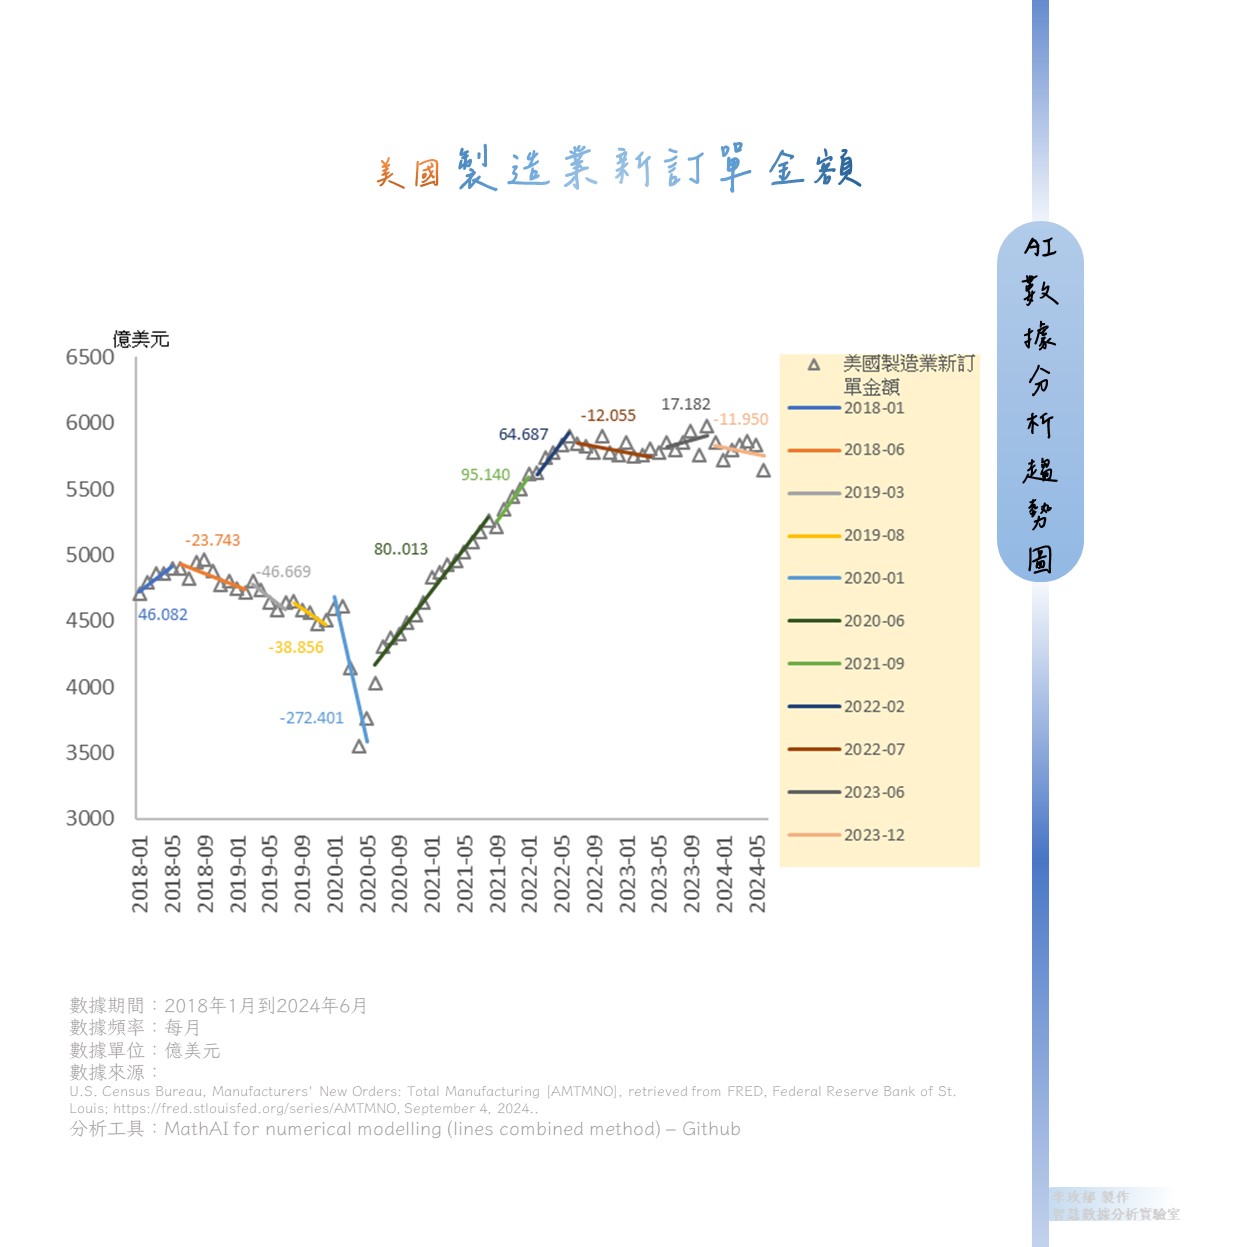 美國製造業新訂單金額
AI
數
據
分
析
趨
勢
圖
億美元
6500
6000
5500
5000
4500
4000
3500
3000
46.082
-23.743
-46.669
-38.856
-272.401
80..013
95.140
64.687
-12.055
17.182
-11.950
2018-01
2018-05
2018-09
2019-01
2019-05
2019-09
2020-01
2020-05
2020-09
2021-01
2021-05
2021-09
2022-01
2022-05
2022-09
2023-01
2023-05
2023-09
2024-01
2024-05
美國製造業新訂
單金額
2018-01
2018-06
2019-03
2019-08
2020-01
2020-06
2021-09
2022-02
2022-07
2023-06
2023-12
數據期間：2018年1月到2024年6月
數據頻率：每月
數據單位：億美元
數據來源：
U.S. Census Bureau, Manufacturers' New Orders: Total Manufacturing [AMTMNO], retrieved from FRED, Federal Reserve Bank of St.
Louis; https://fred.stlouisfed.org/series/AMTMNO, September 4, 2024..
分析工具：MathAI for numerical modelling (lines combined method) – Github
製作
數據分析實驗室